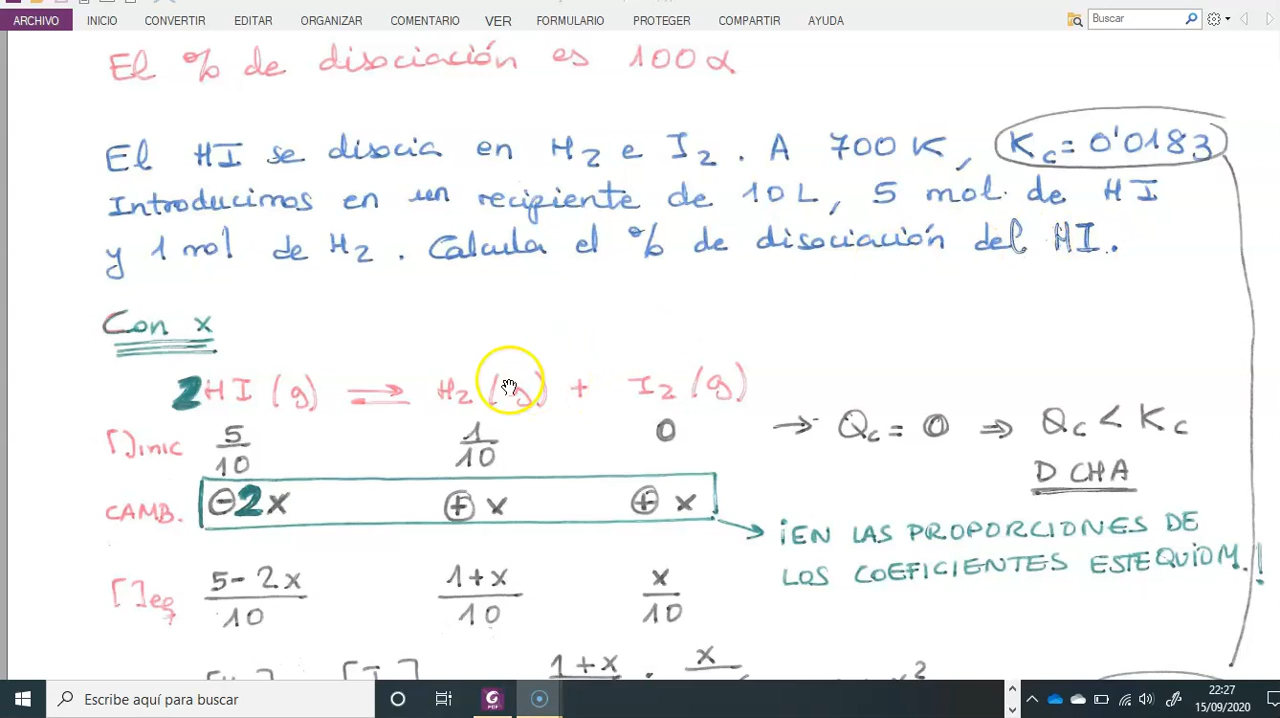 ARCHIVO INICIO CONVERTIR EDITAR ORGANIZAR COMENTARIO VER FORMULARIO PROTEGER COMPARTIR AYUDA Buscar
El % de disociación es 100α
El HI se disocia en H₂ e I₂. A 700 K, Kc = 0'0183
Introducimos en un recipiente de 10L, 5 mol. de HI
y 1 mol de H₂. Calcula el % de disociación del HI.
Con x
2HI (g) ⇌ H₂ (g) + I₂ (g)
[ ]inic 5/10 1/10 0 → Qc = 0 ⇒ Qc < Kc
DCHA
CAMB. ⊖2x ⊕ x ⊕ x
¡EN LAS PROPORCIONES DE
LOS COEFICIENTES ESTEQUIOM.!
[ ]eq 5-2x/10 1+x/10 x/10
1+x . x x²
Escribe aquí para buscar
22:27
15/09/2020